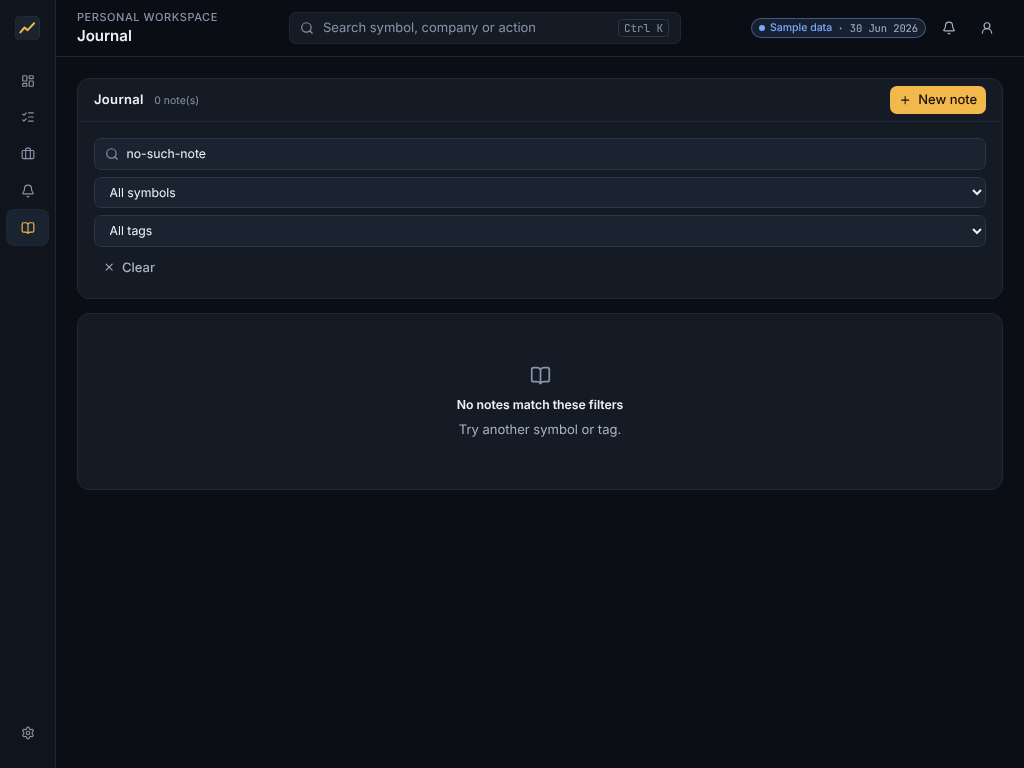 PERSONAL WORKSPACE
Journal
Search symbol, company or action
Ctrl K
Sample data · 30 Jun 2026
Journal
0 note(s)
New note
no-such-note
All symbols
All tags
Clear
No notes match these filters
Try another symbol or tag.